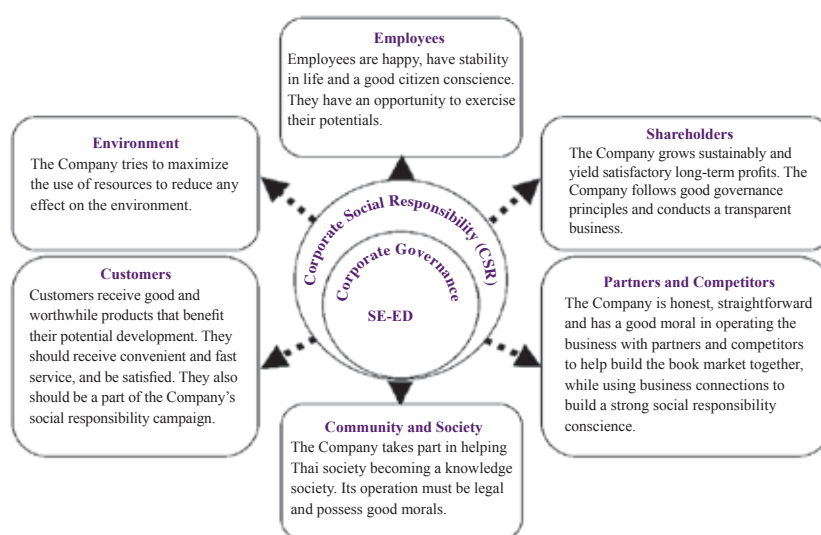 Employees
Employees are happy, have stability
in life and a good citizen conscience.
They have an opportunity to exercise
their potentials.
Environment
The Company tries to maximize
the use of resources to reduce any
effect on the environment.
Shareholders
The Company grows sustainably and
yield satisfactory long-term profits. The
Company follows good governance
principles and conducts a transparent
business.
Corporate Social Responsibility (CSR)
Corporate Governance
SE-ED
Customers
Customers receive good and
worthwhile products that benefit
their potential development. They
should receive convenient and fast
service, and be satisfied. They also
should be a part of the Company's
social responsibility campaign.
Partners and Competitors
The Company is honest, straightforward
and has a good moral in operating the
business with partners and competitors
to help build the book market together,
while using business connections to
build a strong social responsibility
conscience.
Community and Society
The Company takes part in helping
Thai society becoming a knowledge
society. Its operation must be legal
and possess good morals.